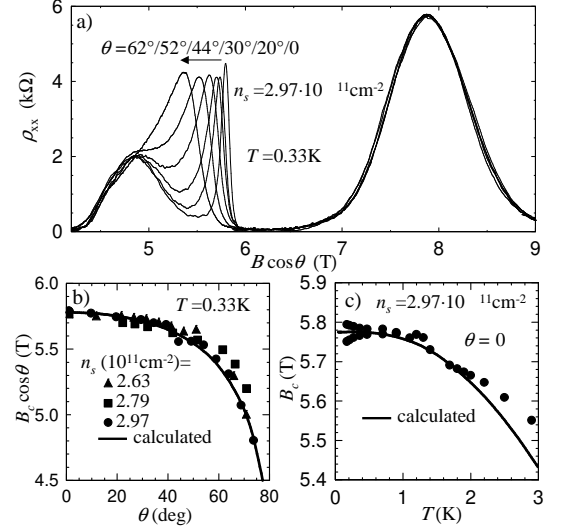 a)
θ=62°/52°/44°/30°/20°/0
n_s=2.97·10 ¹¹cm⁻²
T=0.33K
6
4
2
0
ρ_xx (kΩ)
5 6 7 8 9
B cosθ (T)
b)
T=0.33K
n_s (10¹¹cm⁻²)=
2.63
2.79
2.97
calculated
6.0
5.5
5.0
4.5
B_c cosθ (T)
0 20 40 60 80
θ (deg)
c)
n_s=2.97·10 ¹¹cm⁻²
θ=0
calculated
5.9
5.8
5.7
5.6
5.5
5.4
B_c (T)
0 1 2 3
T(K)